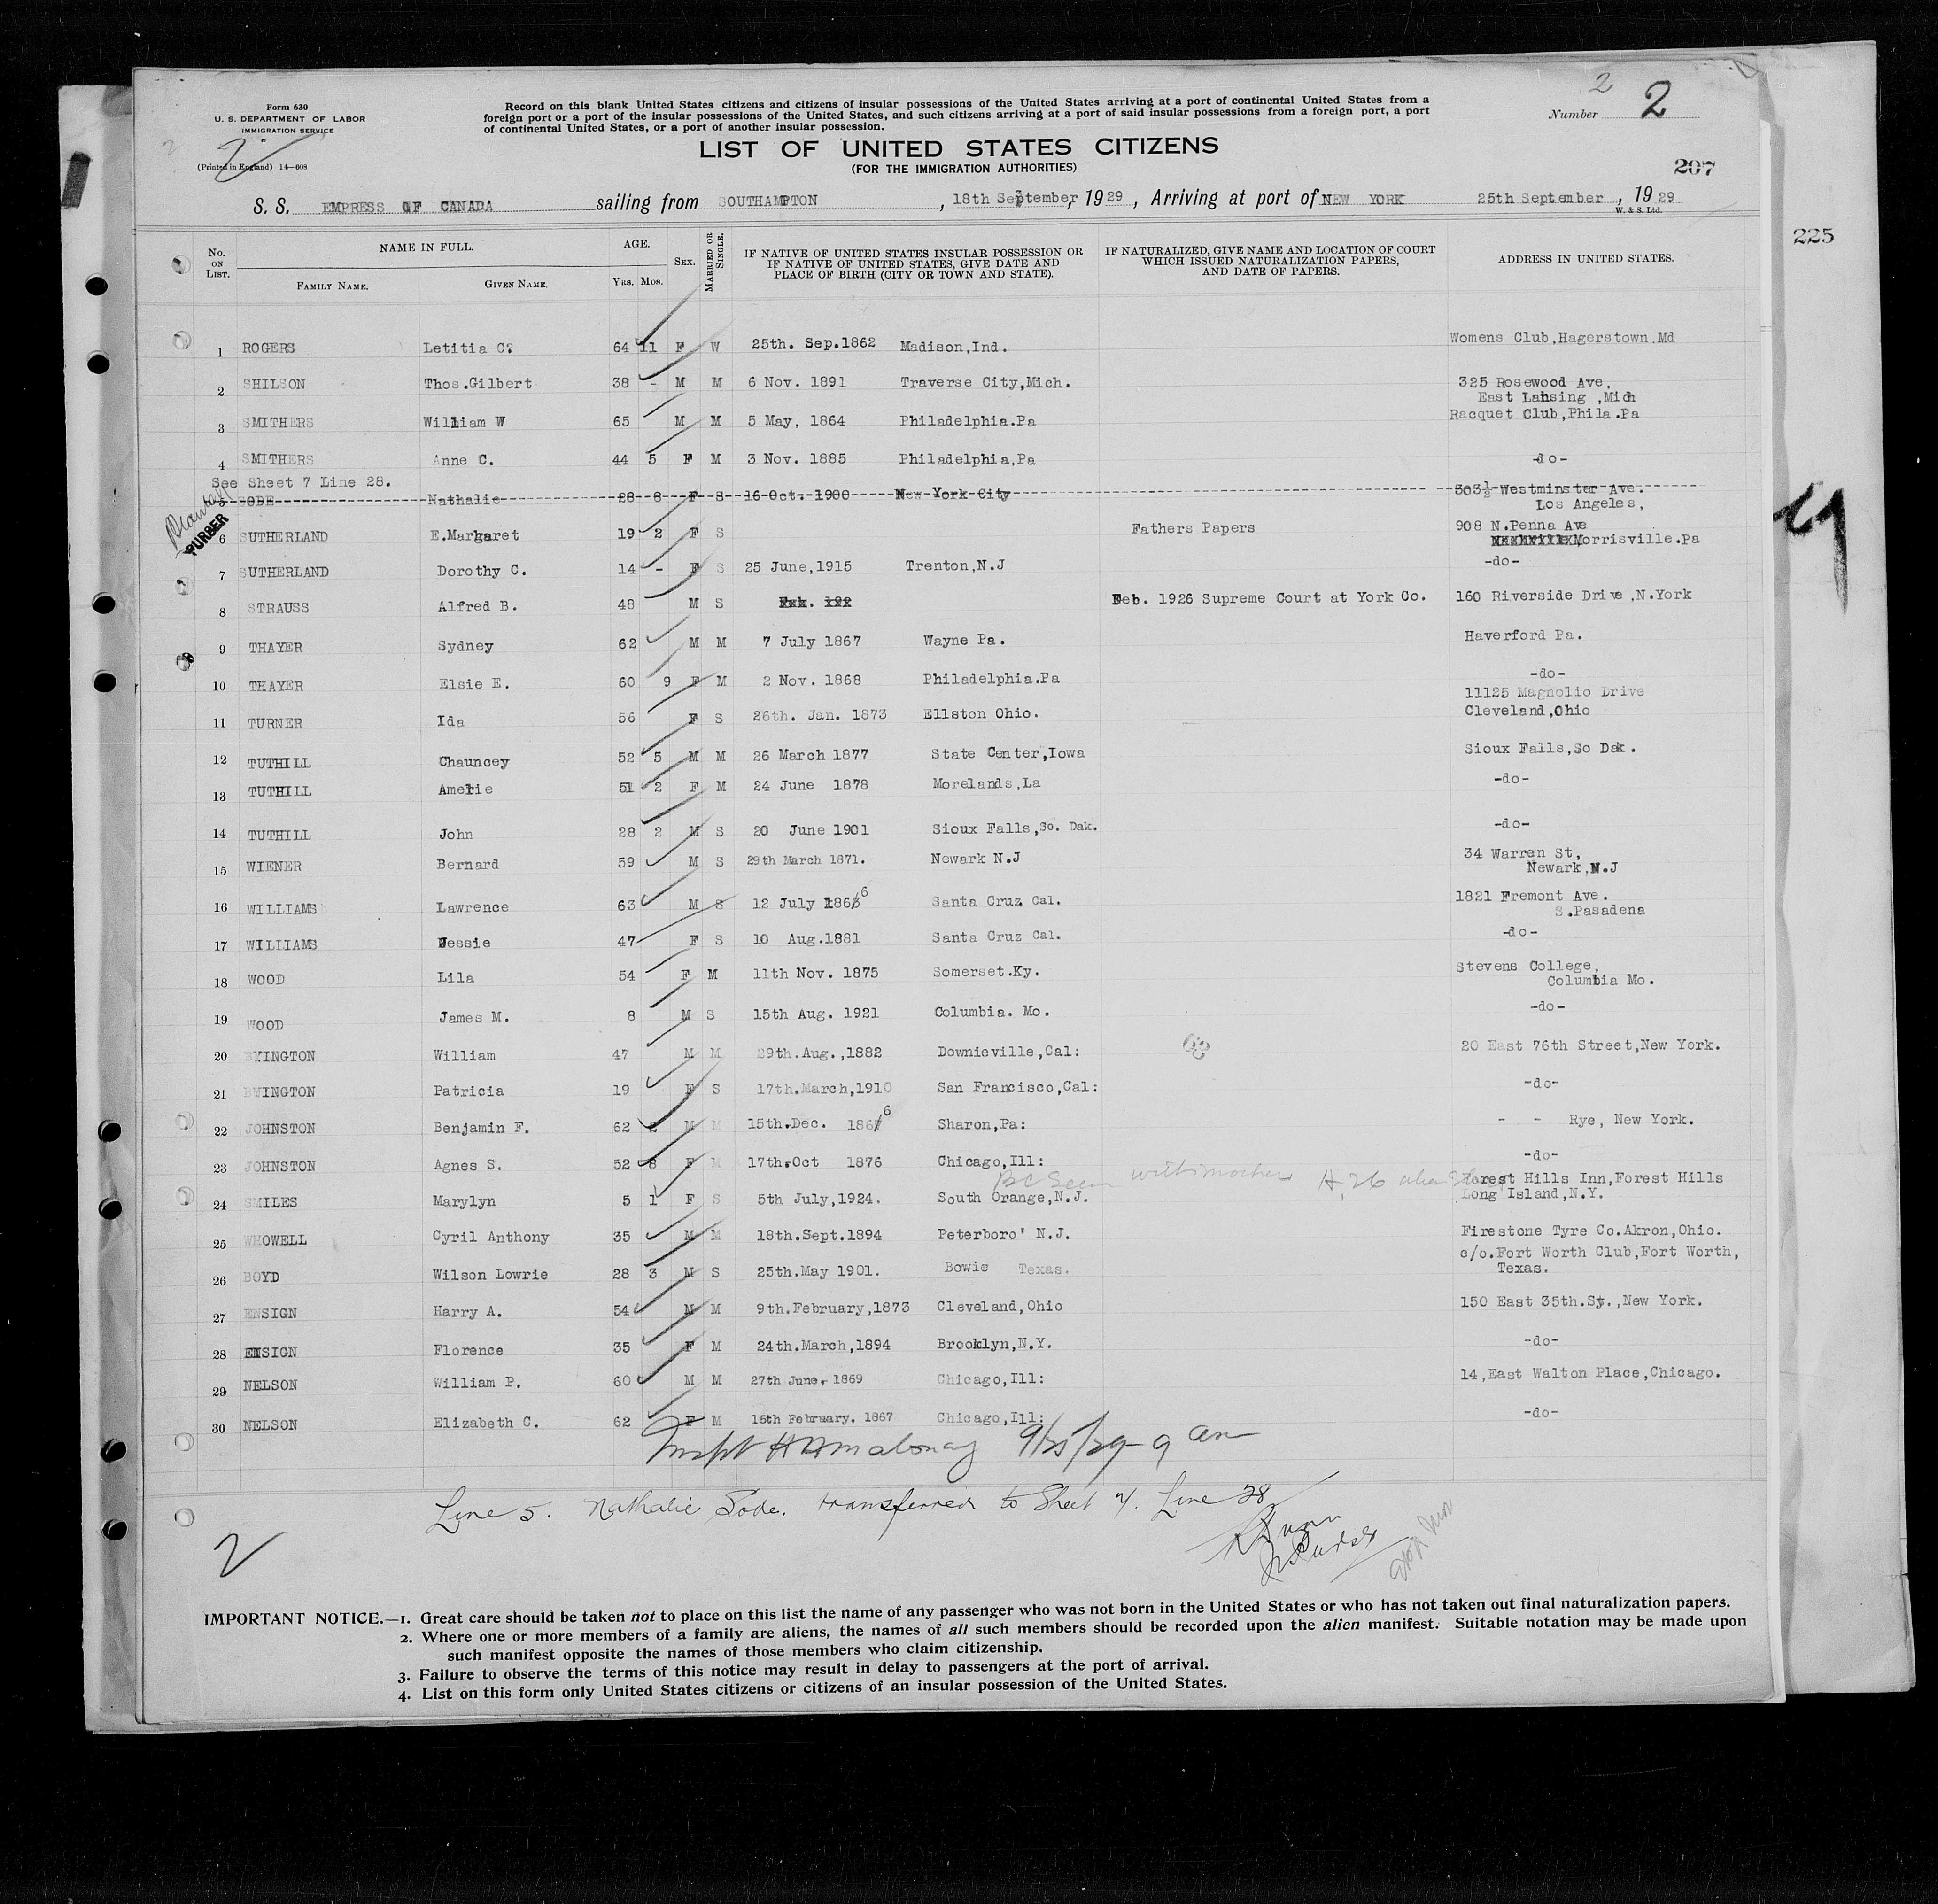 2
2
Form 630
U. S. DEPARTMENT OF LABOR
IMMIGRATION SERVICE
2
(Printed in England) 14—608
Record on this blank United States citizens and citizens of insular possessions of the United States arriving at a port of continental United States from a
foreign port or a port of the insular possessions of the United States, and such citizens arriving at a port of said insular possessions from a foreign port, a port
of continental United States, or a port of another insular possession.
Number
LIST OF UNITED STATES CITIZENS
(FOR THE IMMIGRATION AUTHORITIES)
207
S. S. EMPRESS OF CANADA sailing from SOUTHAMPTON , 18th September, 1929 , Arriving at port of NEW YORK 25th September , 1929
W. & S. Ltd.
225
No. ON LIST. NAME IN FULL. FAMILY NAME. GIVEN NAME. AGE. YRS. MOS. SEX. MARRIED OR SINGLE. IF NATIVE OF UNITED STATES INSULAR POSSESSION OR IF NATIVE OF UNITED STATES, GIVE DATE AND PLACE OF BIRTH (CITY OR TOWN AND STATE). IF NATURALIZED, GIVE NAME AND LOCATION OF COURT WHICH ISSUED NATURALIZATION PAPERS, AND DATE OF PAPERS. ADDRESS IN UNITED STATES.
1 ROGERS Letitia C? 64 11 F W 25th. Sep.1862 Madison,Ind. Womens Club,Hagerstown.Md
2 SHILSON Thos.Gilbert 38 - M M 6 Nov. 1891 Traverse City,Mich. 325 Rosewood Ave,
East Lansing ,Mich
3 SMITHERS William W 65 M M 5 May, 1864 Philadelphia.Pa Racquet Club,Phila.Pa
4 SMITHERS Anne C. 44 5 F M 3 Nov. 1885 Philadelphia,Pa -do-
See Sheet 7 Line 28.
5 SODE Nathalie 28 8 F S 16 Oct. 1900 New York City 303½ Westminster Ave.
Los Angeles,
PURSER
6 SUTHERLAND E.Margaret 19 2 F S Fathers Papers 908 N.Penna Ave
Morrisville.Pa
7 SUTHERLAND Dorothy C. 14 - F S 25 June,1915 Trenton,N.J -do-
8 STRAUSS Alfred B. 48 M S Feb. 1926 Supreme Court at York Co. 160 Riverside Drive ,N.York
9 THAYER Sydney 62 M M 7 July 1867 Wayne Pa. Haverford Pa.
10 THAYER Elsie E. 60 9 F M 2 Nov. 1868 Philadelphia.Pa -do-
11 TURNER Ida 56 F S 26th. Jan. 1873 Ellston Ohio. 11125 Magnolio Drive
Cleveland,Ohio
12 TUTHILL Chauncey 52 5 M M 26 March 1877 State Center,Iowa Sioux Falls,So Dak.
13 TUTHILL Amelie 51 2 F M 24 June 1878 Morelands,La -do-
14 TUTHILL John 28 2 M S 20 June 1901 Sioux Falls,So. Dak. -do-
15 WIENER Bernard 59 M S 29th March 1871. Newark N.J 34 Warren St,
Newark,N.J
16 WILLIAMS Lawrence 63 M S 12 July 1866 Santa Cruz Cal. 1821 Fremont Ave.
S.Pasadena
17 WILLIAMS Jessie 47 F S 10 Aug.1881 Santa Cruz Cal. -do-
18 WOOD Lila 54 F M 11th Nov. 1875 Somerset.Ky. Stevens College,
Columbia Mo.
19 WOOD James M. 8 M S 15th Aug. 1921 Columbia. Mo. -do-
20 BYINGTON William 47 M M 29th.Aug.,1882 Downieville,Cal: 20 East 76th Street,New York.
21 BYINGTON Patricia 19 F S 17th.March,1910 San Francisco,Cal: -do-
22 JOHNSTON Benjamin F. 62 2 M M 15th.Dec. 1866 Sharon,Pa: - - Rye, New York.
23 JOHNSTON Agnes S. 52 8 F M 17th.Oct 1876 Chicago,Ill: -do-
BC Seen with mother
24 SMILES Marylyn 5 1 F S 5th July,1924. South Orange,N.J. Forest Hills Inn,Forest Hills
Long Island,N.Y.
25 WHOWELL Cyril Anthony 35 M M 18th.Sept.1894 Peterboro' N.J. Firestone Tyre Co.Akron,Ohio.
26 BOYD Wilson Lowrie 28 3 M S 25th.May 1901. Bowie Texas. c/o.Fort Worth Club,Fort Worth,
Texas.
27 ENSIGN Harry A. 54 M M 9th.February,1873 Cleveland,Ohio 150 East 35th.St.,New York.
28 ENSIGN Florence 35 F M 24th.March,1894 Brooklyn,N.Y. -do-
29 NELSON William P. 60 M M 27th June, 1869 Chicago,Ill: 14,East Walton Place,Chicago.
30 NELSON Elizabeth C. 62 F M 15th February. 1867 Chicago,Ill: -do-
9/25/29 - 9 am
Line 5. Nathalie Sode. transferred to Sheet 7. Line 28
2
IMPORTANT NOTICE.—1. Great care should be taken not to place on this list the name of any passenger who was not born in the United States or who has not taken out final naturalization papers.
2. Where one or more members of a family are aliens, the names of all such members should be recorded upon the alien manifest. Suitable notation may be made upon
such manifest opposite the names of those members who claim citizenship.
3. Failure to observe the terms of this notice may result in delay to passengers at the port of arrival.
4. List on this form only United States citizens or citizens of an insular possession of the United States.